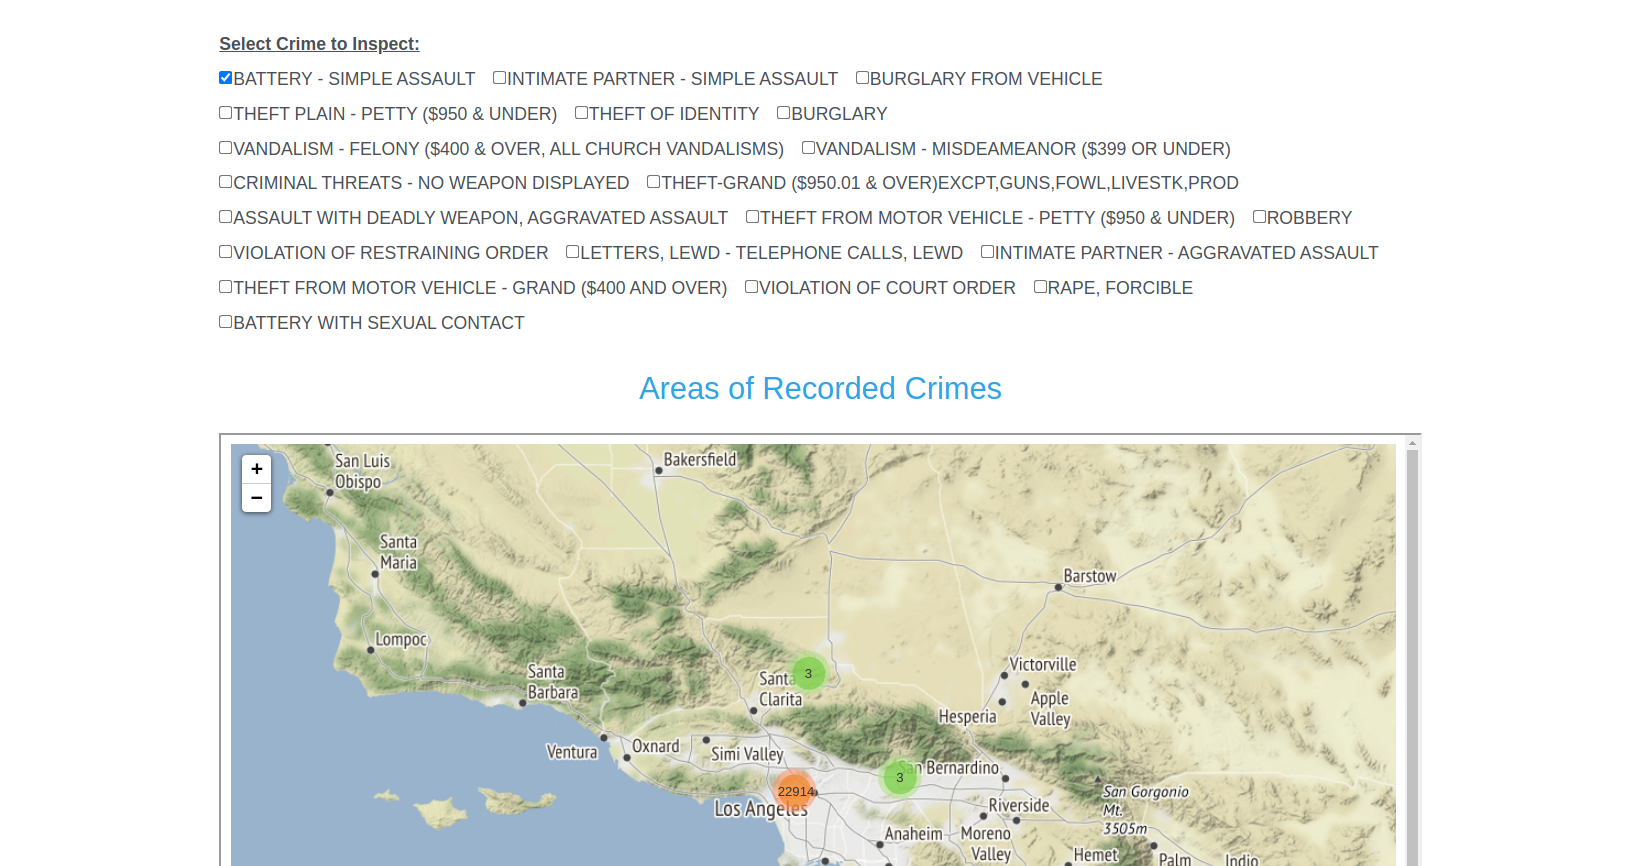 Select Crime to Inspect:
BATTERY - SIMPLE ASSAULT INTIMATE PARTNER - SIMPLE ASSAULT BURGLARY FROM VEHICLE
THEFT PLAIN - PETTY ($950 & UNDER) THEFT OF IDENTITY BURGLARY
VANDALISM - FELONY ($400 & OVER, ALL CHURCH VANDALISMS) VANDALISM - MISDEAMEANOR ($399 OR UNDER)
CRIMINAL THREATS - NO WEAPON DISPLAYED THEFT-GRAND ($950.01 & OVER)EXCPT,GUNS,FOWL,LIVESTK,PROD
ASSAULT WITH DEADLY WEAPON, AGGRAVATED ASSAULT THEFT FROM MOTOR VEHICLE - PETTY ($950 & UNDER) ROBBERY
VIOLATION OF RESTRAINING ORDER LETTERS, LEWD - TELEPHONE CALLS, LEWD INTIMATE PARTNER - AGGRAVATED ASSAULT
THEFT FROM MOTOR VEHICLE - GRAND ($400 AND OVER) VIOLATION OF COURT ORDER RAPE, FORCIBLE
BATTERY WITH SEXUAL CONTACT
Areas of Recorded Crimes
+
−
San Luis
Obispo
Bakersfield
Santa
Maria
Barstow
Lompoc
Santa
Barbara
3
Santa
Clarita
Victorville
Apple
Valley
Hesperia
Ventura
Oxnard
Simi Valley
3
San Bernardino
22914
Los Angeles
San Gorgonio
Mt.
3505m
Riverside
Anaheim
Moreno
Valley
Hemet
Palm
Indio